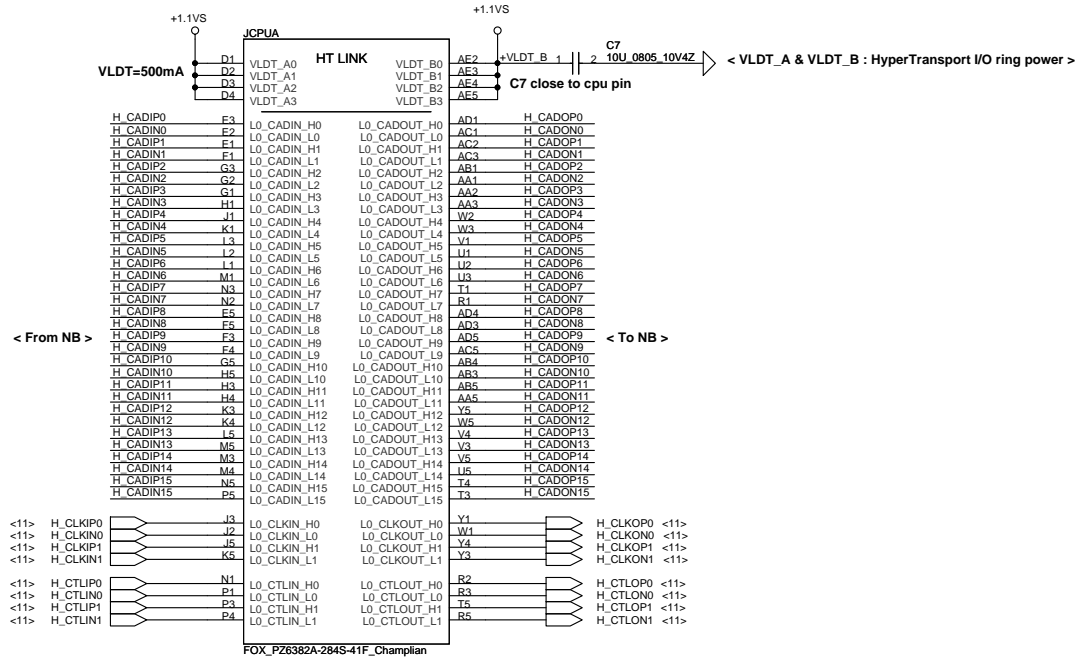 +1.1VS +1.1VS
JCPUA
HT LINK
VLDT=500mA
D1 VLDT_A0 VLDT_B0 AE2 +VLDT_B 1 2 C7 10U_0805_10V4Z < VLDT_A & VLDT_B : HyperTransport I/O ring power >
D2 VLDT_A1 VLDT_B1 AE3 C7 close to cpu pin
D3 VLDT_A2 VLDT_B2 AE4
D4 VLDT_A3 VLDT_B3 AE5
H_CADIP0 E3 L0_CADIN_H0 L0_CADOUT_H0 AD1 H_CADOP0
H_CADIN0 E2 L0_CADIN_L0 L0_CADOUT_L0 AC1 H_CADON0
H_CADIP1 E1 L0_CADIN_H1 L0_CADOUT_H1 AC2 H_CADOP1
H_CADIN1 F1 L0_CADIN_L1 L0_CADOUT_L1 AC3 H_CADON1
H_CADIP2 G3 L0_CADIN_H2 L0_CADOUT_H2 AB1 H_CADOP2
H_CADIN2 G2 L0_CADIN_L2 L0_CADOUT_L2 AA1 H_CADON2
H_CADIP3 G1 L0_CADIN_H3 L0_CADOUT_H3 AA2 H_CADOP3
H_CADIN3 H1 L0_CADIN_L3 L0_CADOUT_L3 AA3 H_CADON3
H_CADIP4 J1 L0_CADIN_H4 L0_CADOUT_H4 W2 H_CADOP4
H_CADIN4 K1 L0_CADIN_L4 L0_CADOUT_L4 W3 H_CADON4
H_CADIP5 L3 L0_CADIN_H5 L0_CADOUT_H5 V1 H_CADOP5
H_CADIN5 L2 L0_CADIN_L5 L0_CADOUT_L5 U1 H_CADON5
H_CADIP6 L1 L0_CADIN_H6 L0_CADOUT_H6 U2 H_CADOP6
H_CADIN6 M1 L0_CADIN_L6 L0_CADOUT_L6 U3 H_CADON6
H_CADIP7 N3 L0_CADIN_H7 L0_CADOUT_H7 T1 H_CADOP7
H_CADIN7 N2 L0_CADIN_L7 L0_CADOUT_L7 R1 H_CADON7
H_CADIP8 E5 L0_CADIN_H8 L0_CADOUT_H8 AD4 H_CADOP8
H_CADIN8 F5 L0_CADIN_L8 L0_CADOUT_L8 AD3 H_CADON8
< From NB > H_CADIP9 F3 L0_CADIN_H9 L0_CADOUT_H9 AD5 H_CADOP9 < To NB >
H_CADIN9 F4 L0_CADIN_L9 L0_CADOUT_L9 AC5 H_CADON9
H_CADIP10 G5 L0_CADIN_H10 L0_CADOUT_H10 AB4 H_CADOP10
H_CADIN10 H5 L0_CADIN_L10 L0_CADOUT_L10 AB3 H_CADON10
H_CADIP11 H3 L0_CADIN_H11 L0_CADOUT_H11 AB5 H_CADOP11
H_CADIN11 H4 L0_CADIN_L11 L0_CADOUT_L11 AA5 H_CADON11
H_CADIP12 K3 L0_CADIN_H12 L0_CADOUT_H12 Y5 H_CADOP12
H_CADIN12 K4 L0_CADIN_L12 L0_CADOUT_L12 W5 H_CADON12
H_CADIP13 L5 L0_CADIN_H13 L0_CADOUT_H13 V4 H_CADOP13
H_CADIN13 M5 L0_CADIN_L13 L0_CADOUT_L13 V3 H_CADON13
H_CADIP14 M3 L0_CADIN_H14 L0_CADOUT_H14 V5 H_CADOP14
H_CADIN14 M4 L0_CADIN_L14 L0_CADOUT_L14 U5 H_CADON14
H_CADIP15 N5 L0_CADIN_H15 L0_CADOUT_H15 T4 H_CADOP15
H_CADIN15 P5 L0_CADIN_L15 L0_CADOUT_L15 T3 H_CADON15
<11> H_CLKIP0 J3 L0_CLKIN_H0 L0_CLKOUT_H0 Y1 H_CLKOP0 <11>
<11> H_CLKIN0 J2 L0_CLKIN_L0 L0_CLKOUT_L0 W1 H_CLKON0 <11>
<11> H_CLKIP1 J5 L0_CLKIN_H1 L0_CLKOUT_H1 Y4 H_CLKOP1 <11>
<11> H_CLKIN1 K5 L0_CLKIN_L1 L0_CLKOUT_L1 Y3 H_CLKON1 <11>
<11> H_CTLIP0 N1 L0_CTLIN_H0 L0_CTLOUT_H0 R2 H_CTLOP0 <11>
<11> H_CTLIN0 P1 L0_CTLIN_L0 L0_CTLOUT_L0 R3 H_CTLON0 <11>
<11> H_CTLIP1 P3 L0_CTLIN_H1 L0_CTLOUT_H1 T5 H_CTLOP1 <11>
<11> H_CTLIN1 P4 L0_CTLIN_L1 L0_CTLOUT_L1 R5 H_CTLON1 <11>
FOX_PZ6382A-284S-41F_Champlian